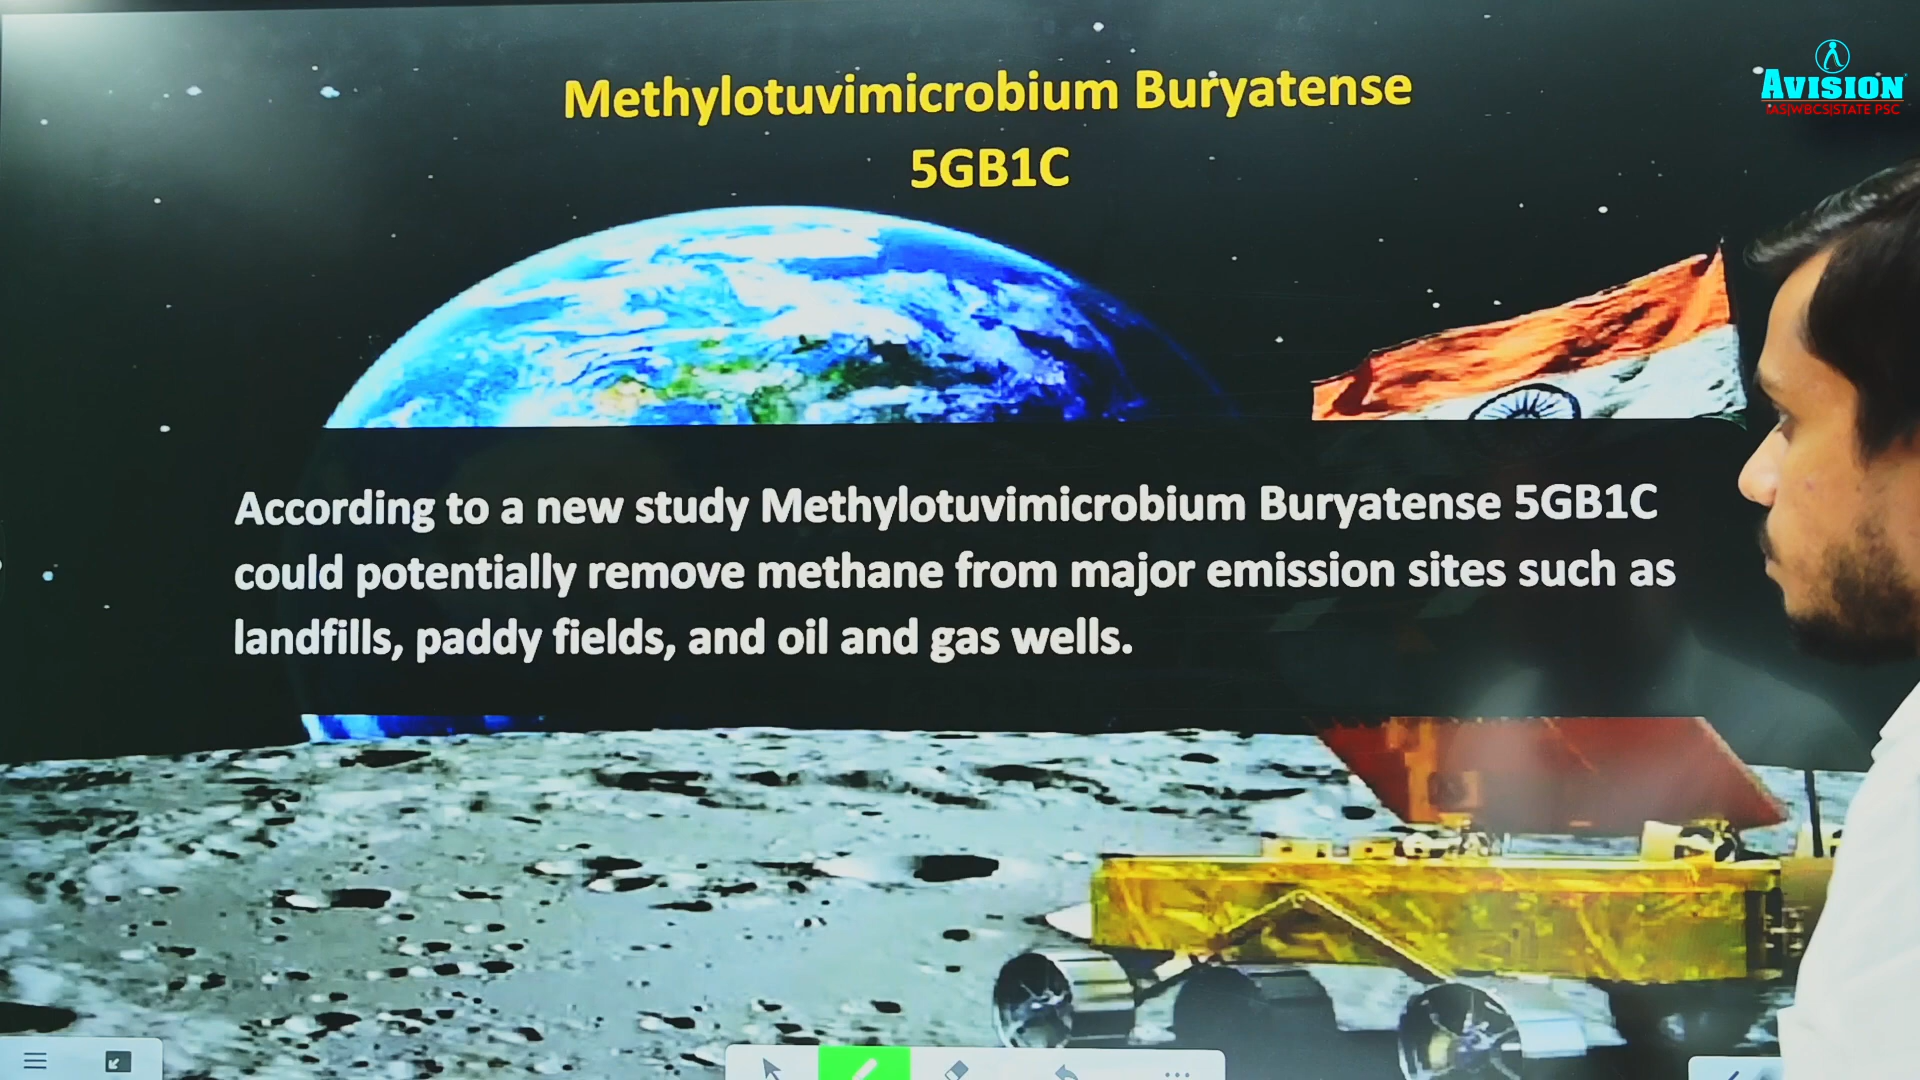 Methylotuvimicrobium Buryatense
5GB1C
AVISION
IAS|WBCS|STATE PSC
According to a new study Methylotuvimicrobium Buryatense 5GB1C
could potentially remove methane from major emission sites such as
landfills, paddy fields, and oil and gas wells.